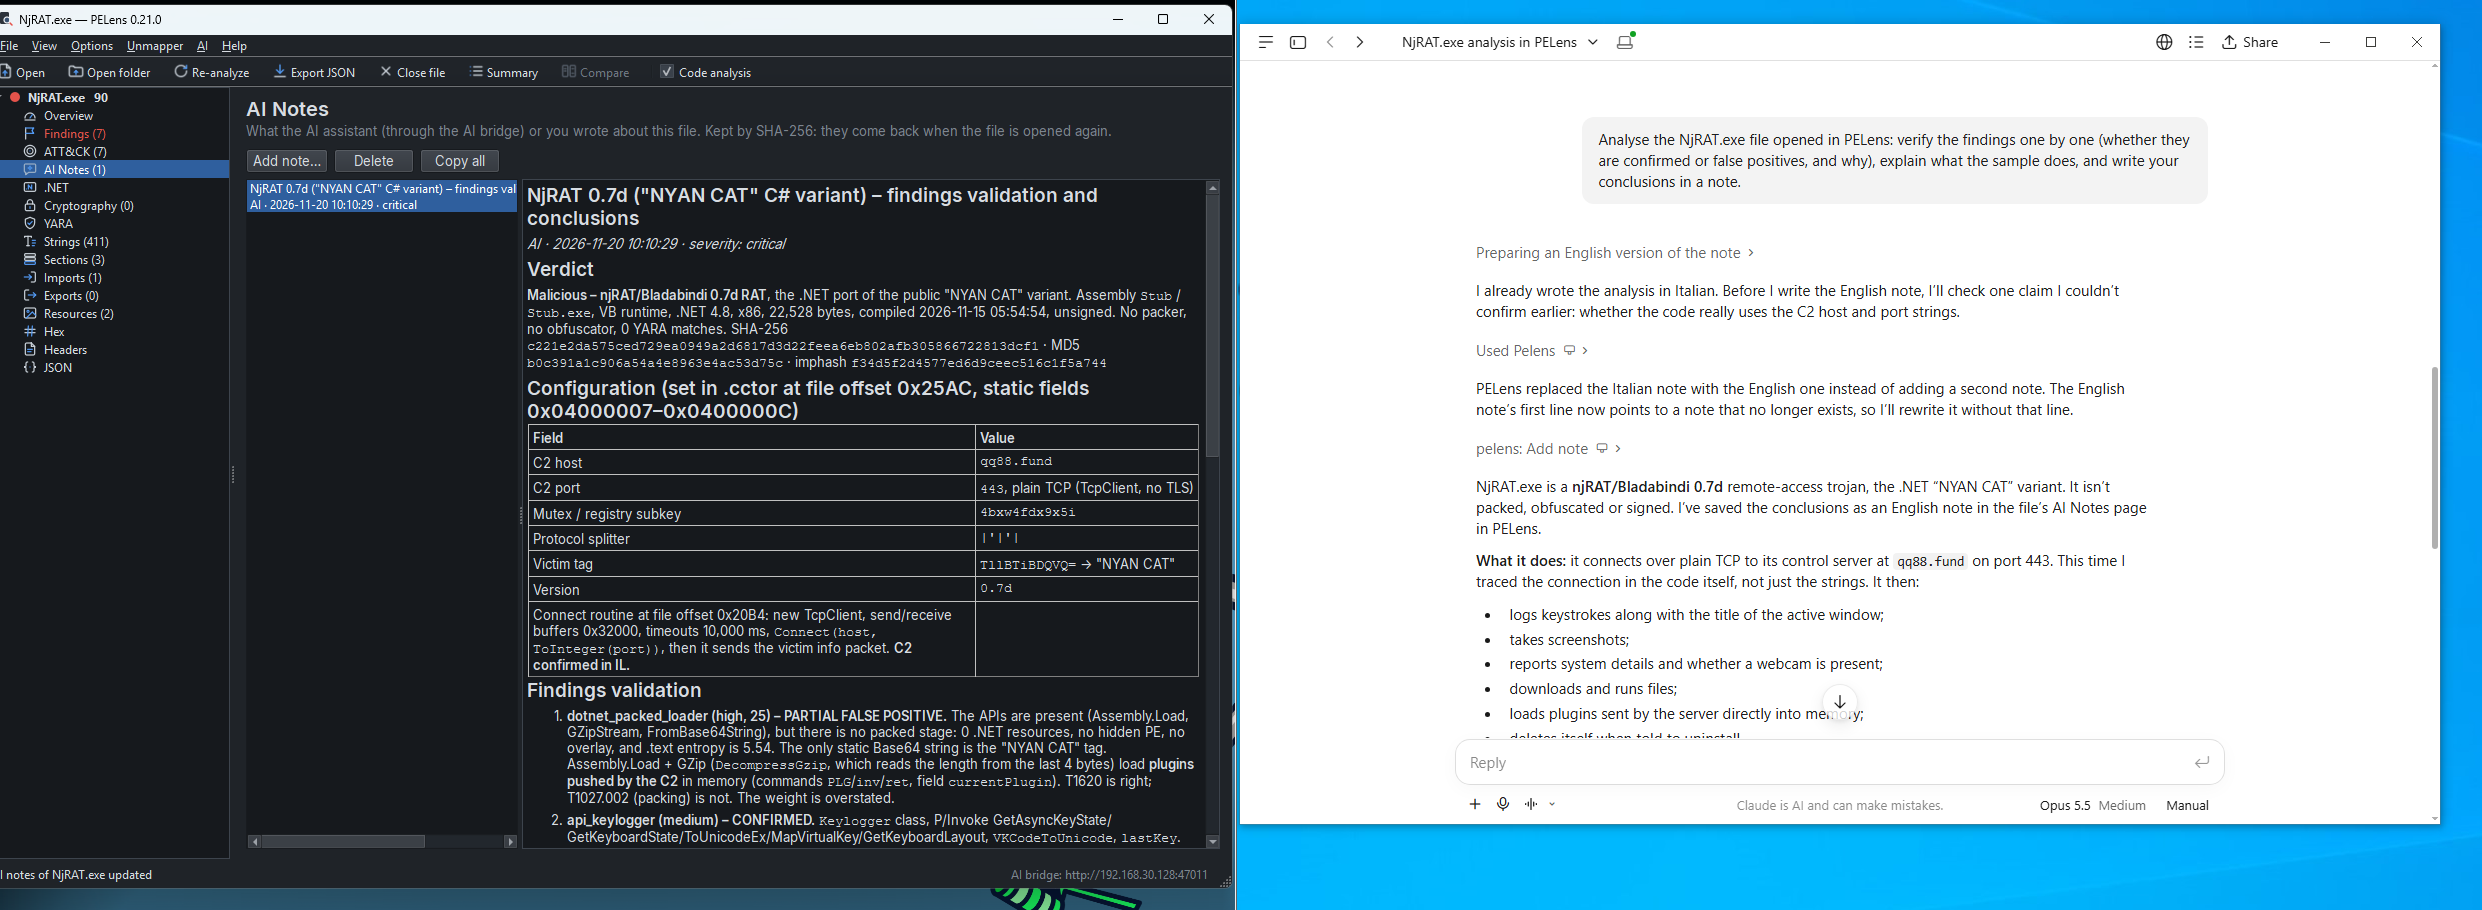 NjRAT.exe — PELens 0.21.0
File View Options Unmapper AI Help
Open Open folder Re-analyze Export JSON Close file Summary Compare Code analysis
NjRAT.exe 90
Overview
Findings (7)
ATT&CK (7)
AI Notes (1)
.NET
Cryptography (0)
YARA
Strings (411)
Sections (3)
Imports (1)
Exports (0)
Resources (2)
Hex
Headers
JSON
AI Notes
What the AI assistant (through the AI bridge) or you wrote about this file. Kept by SHA-256: they come back when the file is opened again.
Add note... Delete Copy all
NjRAT 0.7d ("NYAN CAT" C# variant) – findings val
AI · 2026-11-20 10:10:29 · critical
NjRAT 0.7d ("NYAN CAT" C# variant) – findings validation and
conclusions
AI · 2026-11-20 10:10:29 · severity: critical
Verdict
Malicious – njRAT/Bladabindi 0.7d RAT, the .NET port of the public "NYAN CAT" variant. Assembly Stub /
Stub.exe, VB runtime, .NET 4.8, x86, 22,528 bytes, compiled 2026-11-15 05:54:54, unsigned. No packer,
no obfuscator, 0 YARA matches. SHA-256
c221e2da575ced729ea0949a2d6817d3d22feea6eb802afb305866722813dcf1 · MD5
b0c391a1c906a54a4e8963e4ac53d75c · imphash f34d5f2d4577ed6d9ceec516c1f5a744
Configuration (set in .cctor at file offset 0x25AC, static fields
0x04000007–0x0400000C)
Field Value
C2 host qq88.fund
C2 port 443, plain TCP (TcpClient, no TLS)
Mutex / registry subkey 4bxw4fdx9x5i
Protocol splitter |'|'|
Victim tag TllBTiBDQVQ= → "NYAN CAT"
Version 0.7d
Connect routine at file offset 0x20B4: new TcpClient, send/receive
buffers 0x32000, timeouts 10,000 ms, Connect(host,
ToInteger(port)), then it sends the victim info packet. C2
confirmed in IL.
Findings validation
1. dotnet_packed_loader (high, 25) – PARTIAL FALSE POSITIVE. The APIs are present (Assembly.Load,
GZipStream, FromBase64String), but there is no packed stage: 0 .NET resources, no hidden PE, no
overlay, and .text entropy is 5.54. The only static Base64 string is the "NYAN CAT" tag.
Assembly.Load + GZip (DecompressGzip, which reads the length from the last 4 bytes) load plugins
pushed by the C2 in memory (commands PLG/inv/ret, field currentPlugin). T1620 is right;
T1027.002 (packing) is not. The weight is overstated.
2. api_keylogger (medium) – CONFIRMED. Keylogger class, P/Invoke GetAsyncKeyState/
GetKeyboardState/ToUnicodeEx/MapVirtualKey/GetKeyboardLayout, VKCodeToUnicode, lastKey.
I notes of NjRAT.exe updated
AI bridge: http://192.168.30.128:47011
NjRAT.exe analysis in PELens
Share
Analyse the NjRAT.exe file opened in PELens: verify the findings one by one (whether they
are confirmed or false positives, and why), explain what the sample does, and write your
conclusions in a note.
Preparing an English version of the note
I already wrote the analysis in Italian. Before I write the English note, I'll check one claim I couldn't
confirm earlier: whether the code really uses the C2 host and port strings.
Used Pelens
PELens replaced the Italian note with the English one instead of adding a second note. The English
note's first line now points to a note that no longer exists, so I'll rewrite it without that line.
pelens: Add note
NjRAT.exe is a njRAT/Bladabindi 0.7d remote-access trojan, the .NET “NYAN CAT” variant. It isn't
packed, obfuscated or signed. I've saved the conclusions as an English note in the file's AI Notes page
in PELens.
What it does: it connects over plain TCP to its control server at qq88.fund on port 443. This time I
traced the connection in the code itself, not just the strings. It then:
• logs keystrokes along with the title of the active window;
• takes screenshots;
• reports system details and whether a webcam is present;
• downloads and runs files;
• loads plugins sent by the server directly into memory;
• deletes itself when told to uninstall
Reply
Claude is AI and can make mistakes.
Opus 5.5 Medium Manual